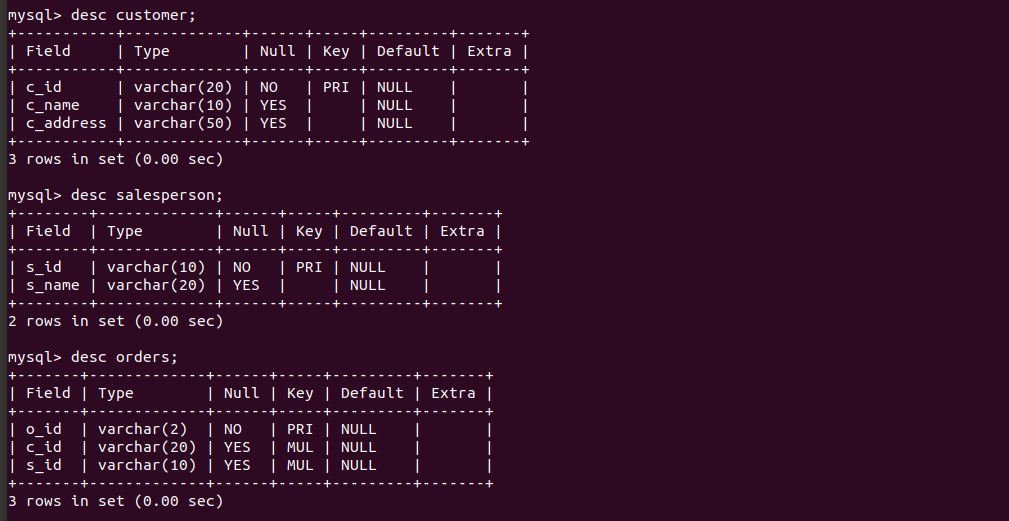 mysql> desc customer;
+-----------+-------------+------+-----+---------+-------+
| Field     | Type        | Null | Key | Default | Extra |
+-----------+-------------+------+-----+---------+-------+
| c_id      | varchar(20) | NO   | PRI | NULL    |       |
| c_name    | varchar(10) | YES  |     | NULL    |       |
| c_address | varchar(50) | YES  |     | NULL    |       |
+-----------+-------------+------+-----+---------+-------+
3 rows in set (0.00 sec)
mysql> desc salesperson;
+--------+-------------+------+-----+---------+-------+
| Field  | Type        | Null | Key | Default | Extra |
+--------+-------------+------+-----+---------+-------+
| s_id   | varchar(10) | NO   | PRI | NULL    |       |
| s_name | varchar(20) | YES  |     | NULL    |       |
+--------+-------------+------+-----+---------+-------+
2 rows in set (0.00 sec)
mysql> desc orders;
+-------+-------------+------+-----+---------+-------+
| Field | Type        | Null | Key | Default | Extra |
+-------+-------------+------+-----+---------+-------+
| o_id  | varchar(2)  | NO   | PRI | NULL    |       |
| c_id  | varchar(20) | YES  | MUL | NULL    |       |
| s_id  | varchar(10) | YES  | MUL | NULL    |       |
+-------+-------------+------+-----+---------+-------+
3 rows in set (0.00 sec)